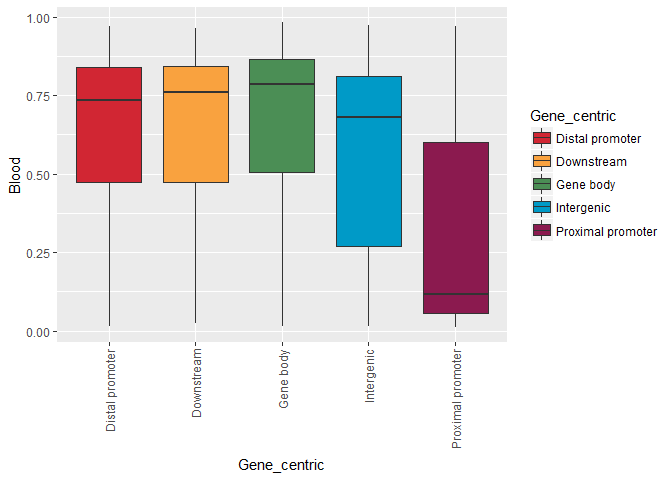 1.00
0.75
0.50
0.25
0.00
Blood
Distal promoter
Downstream
Gene body
Intergenic
Proximal promoter
Gene_centric
Gene_centric
Distal promoter
Downstream
Gene body
Intergenic
Proximal promoter